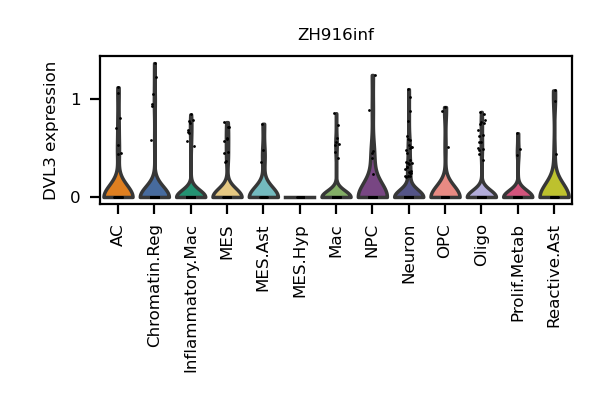 ZH916inf
DVL3 expression
1
0
AC
Chromatin.Reg
Inflammatory.Mac
MES
MES.Ast
MES.Hyp
Mac
NPC
Neuron
OPC
Oligo
Prolif.Metab
Reactive.Ast